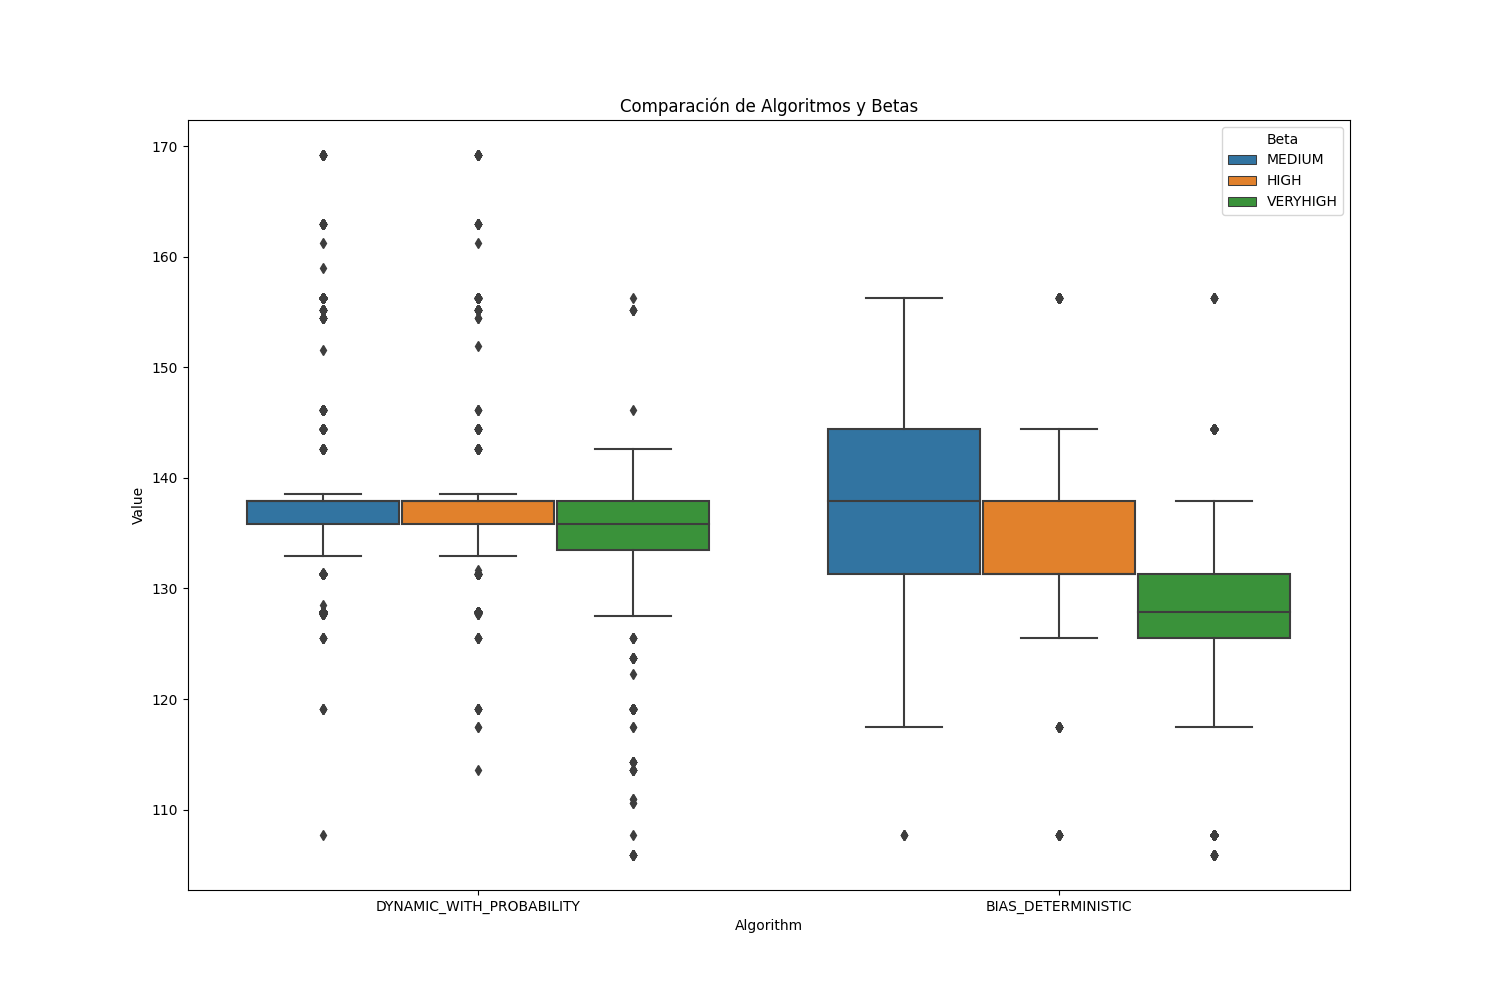 Comparación de Algoritmos y Betas
Beta
MEDIUM
HIGH
VERYHIGH
170
160
150
140
130
120
110
Value
DYNAMIC_WITH_PROBABILITY
BIAS_DETERMINISTIC
Algorithm